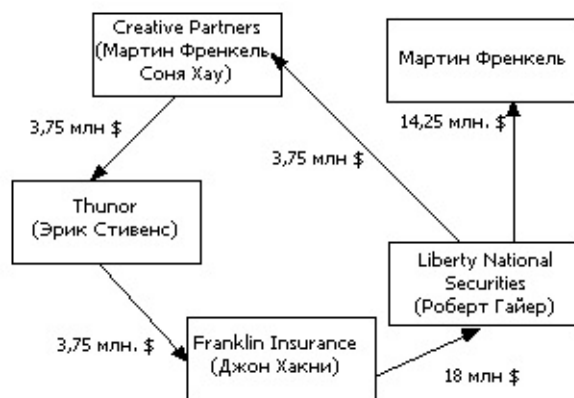 Creative Partners
(Мартин Френкель
Соня Хау)
Мартин Френкель
3,75 млн $
3,75 млн $
14,25 млн. $
Thunor
(Эрик Стивенс)
Liberty National
Securities
(Роберт Гайер)
3,75 млн. $
Franklin Insurance
(Джон Хакни)
18 млн $